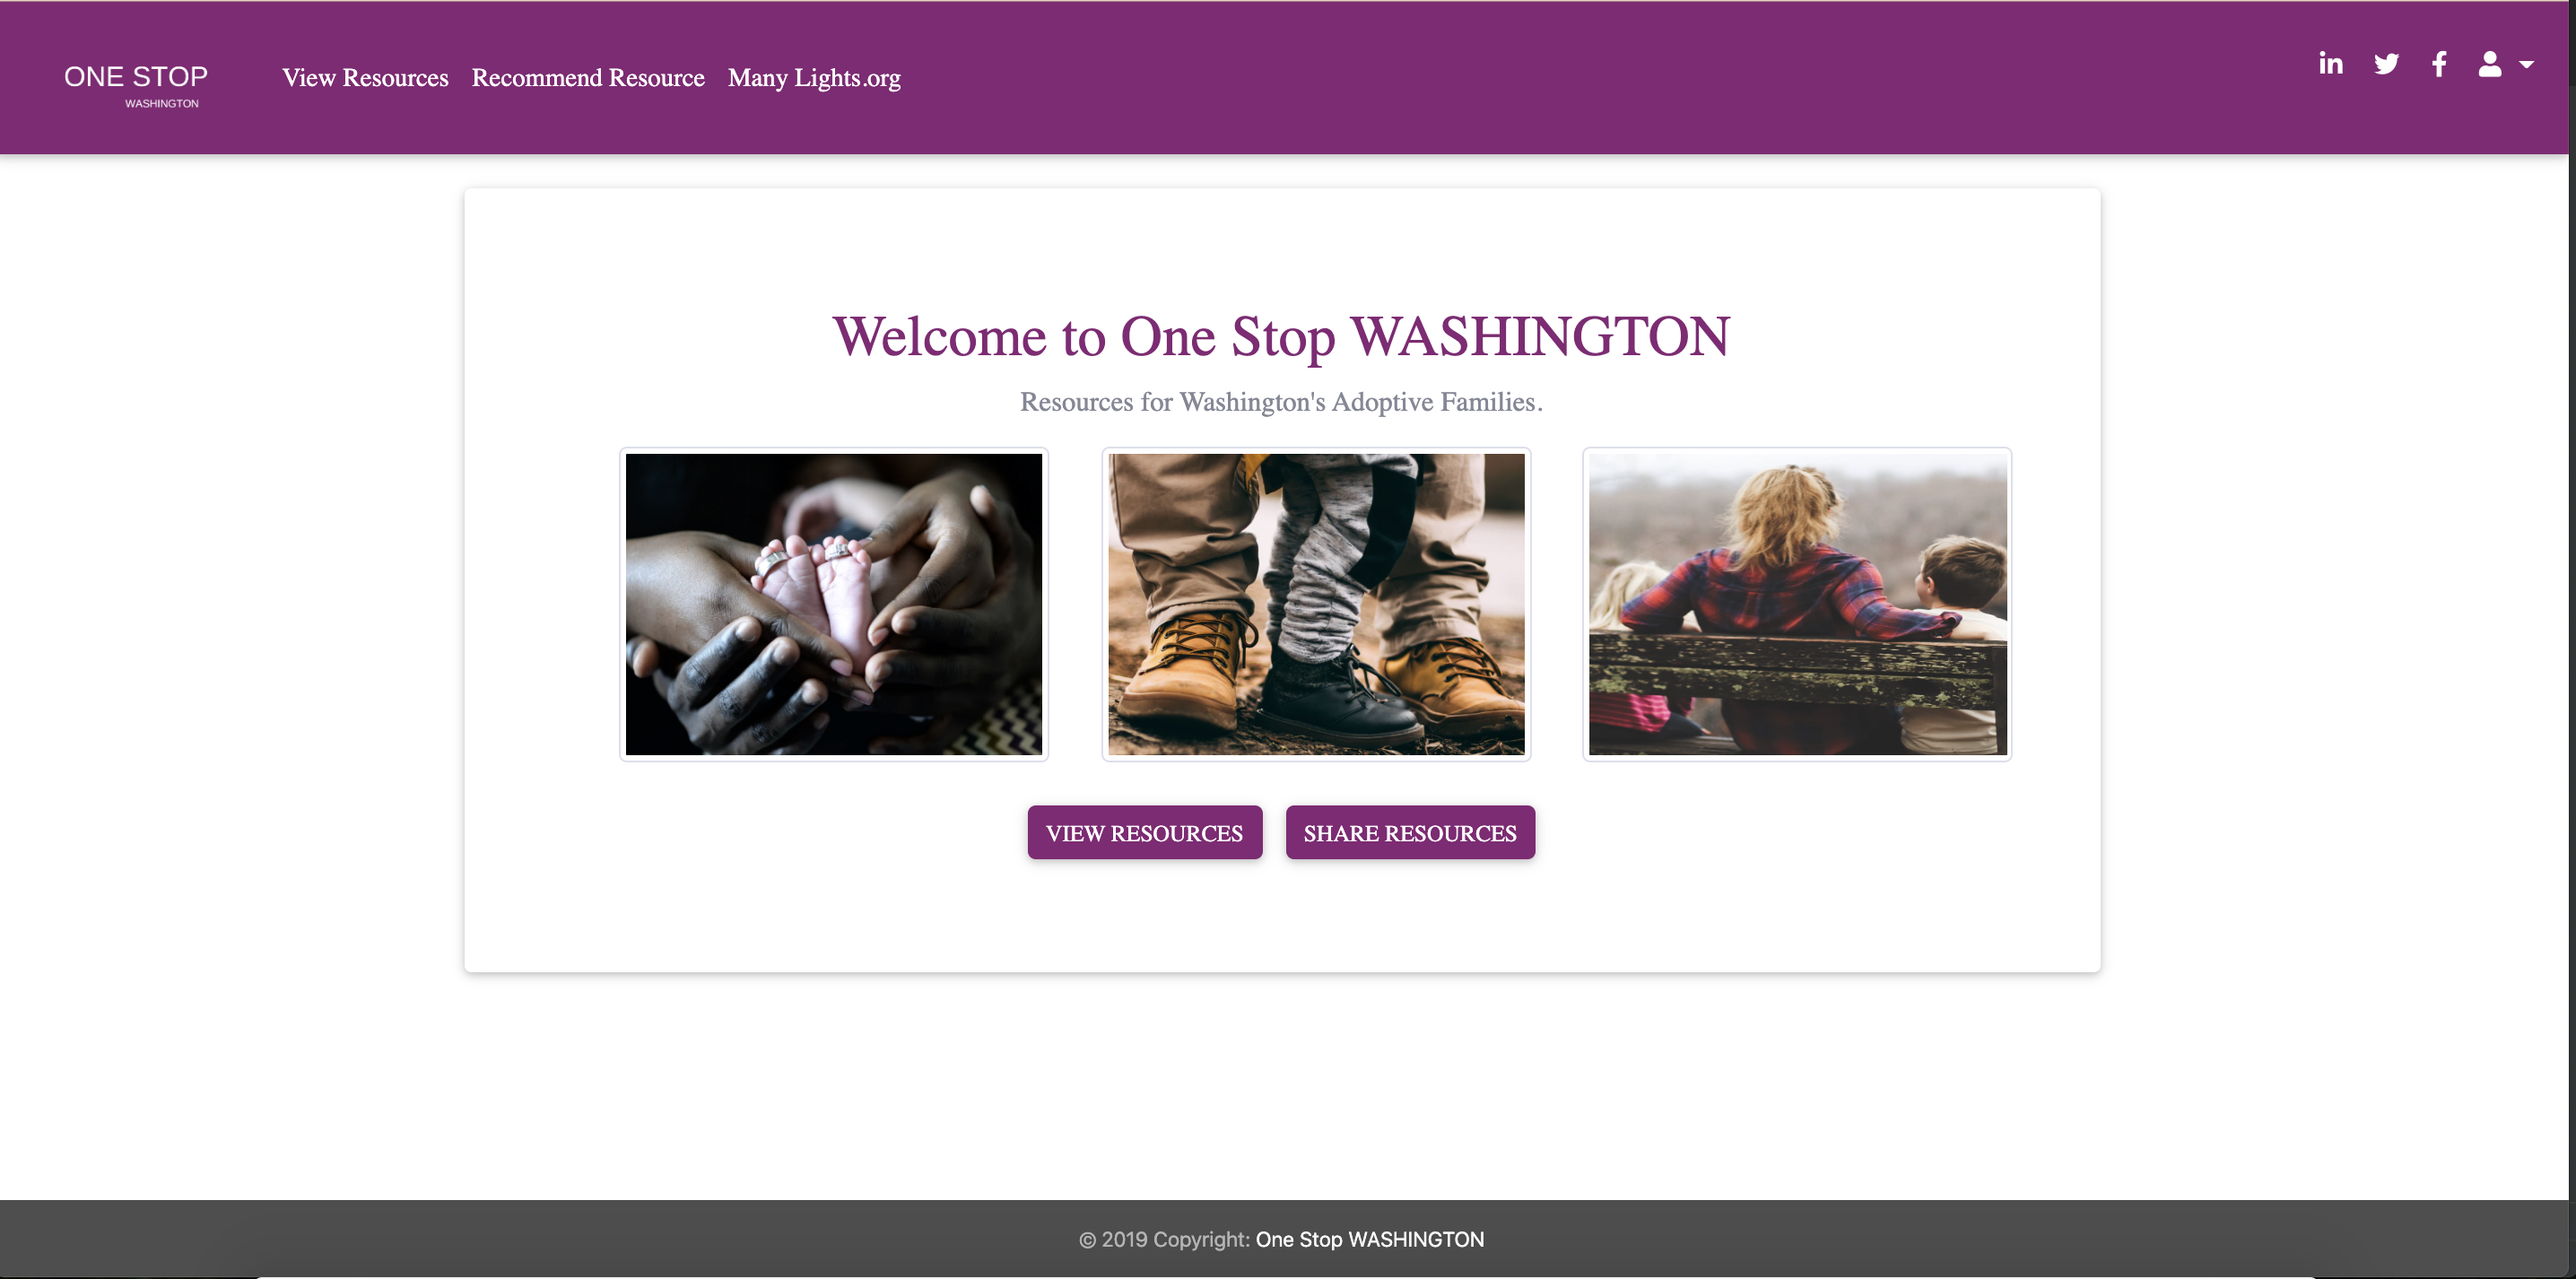 ONE STOP
WASHINGTON
View Resources Recommend Resource Many Lights.org
Welcome to One Stop WASHINGTON
Resources for Washington's Adoptive Families.
VIEW RESOURCES SHARE RESOURCES
© 2019 Copyright: One Stop WASHINGTON